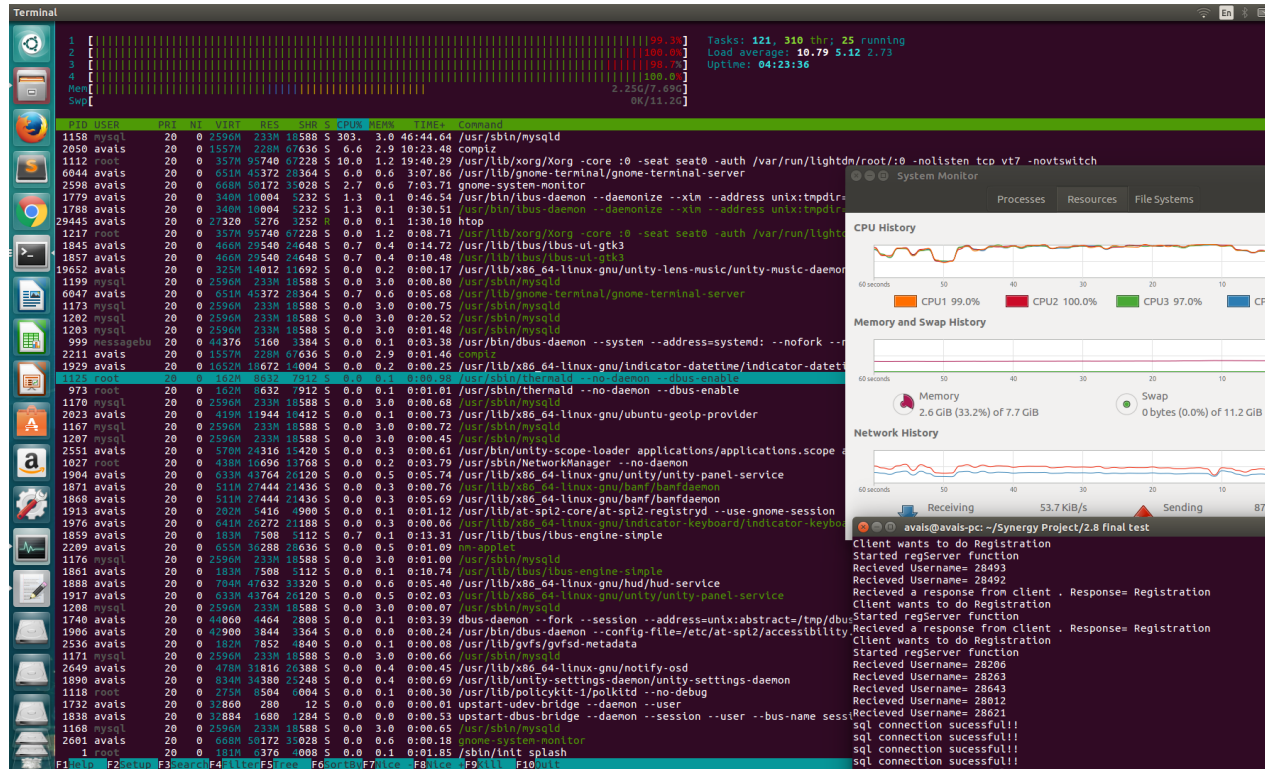 Terminal
En
1 [99.3%]
2 [100.0%]
3 [98.7%]
4 [100.0%]
Mem[2.25G/7.69G]
Swp[0K/11.2G]
Tasks: 121, 310 thr; 25 running
Load average: 10.79 5.12 2.73
Uptime: 04:23:36
PID USER PRI NI VIRT RES SHR S CPU% MEM% TIME+ Command
1158 mysql 20 0 2596M 233M 18588 S 303. 3.0 46:44.64 /usr/sbin/mysqld
2050 avais 20 0 1557M 228M 67636 S 6.6 2.9 10:23.48 compiz
1112 root 20 0 357M 95740 67228 S 10.0 1.2 19:40.29 /usr/lib/xorg/Xorg -core :0 -seat seat0 -auth /var/run/lightdm/root/:0 -nolisten tcp vt7 -novtswitch
6044 avais 20 0 651M 45372 28364 S 6.0 0.6 3:07.86 /usr/lib/gnome-terminal/gnome-terminal-server
2598 avais 20 0 668M 50172 35028 S 2.7 0.6 7:03.71 gnome-system-monitor
1779 avais 20 0 340M 10004 5232 S 1.3 0.1 0:46.54 /usr/bin/ibus-daemon --daemonize --xim --address unix:tmpdir=
1788 avais 20 0 340M 10004 5232 S 1.3 0.1 0:30.51 /usr/bin/ibus-daemon --daemonize --xim --address unix:tmpdir=
29445 avais 20 0 27320 5276 3252 R 0.0 0.1 1:30.10 htop
1217 root 20 0 357M 95740 67228 S 0.0 1.2 0:08.71 /usr/lib/xorg/Xorg -core :0 -seat seat0 -auth /var/run/lightd
1845 avais 20 0 466M 29540 24648 S 0.7 0.4 0:14.72 /usr/lib/ibus/ibus-ui-gtk3
1857 avais 20 0 466M 29540 24648 S 0.7 0.4 0:10.48 /usr/lib/ibus/ibus-ui-gtk3
19652 avais 20 0 325M 14012 11692 S 0.0 0.2 0:00.17 /usr/lib/x86_64-linux-gnu/unity-lens-music/unity-music-daemon
1199 mysql 20 0 2596M 233M 18588 S 0.0 3.0 0:00.80 /usr/sbin/mysqld
6047 avais 20 0 651M 45372 28364 S 0.7 0.6 0:05.68 /usr/lib/gnome-terminal/gnome-terminal-server
1173 mysql 20 0 2596M 233M 18588 S 0.0 3.0 0:00.75 /usr/sbin/mysqld
1202 mysql 20 0 2596M 233M 18588 S 0.0 3.0 0:20.52 /usr/sbin/mysqld
1203 mysql 20 0 2596M 233M 18588 S 0.0 3.0 0:01.48 /usr/sbin/mysqld
999 messagebu 20 0 44376 5160 3384 S 0.0 0.1 0:03.38 /usr/bin/dbus-daemon --system --address=systemd: --nofork
2211 avais 20 0 1557M 228M 67636 S 0.0 2.9 0:01.46 compiz
1929 avais 20 0 1652M 18672 14004 S 0.0 0.2 0:00.25 /usr/lib/x86_64-linux-gnu/indicator-datetime/indicator-dateti
1125 root 20 0 162M 8632 7912 S 0.0 0.1 0:00.98 /usr/sbin/thermald --no-daemon --dbus-enable
973 root 20 0 162M 8632 7912 S 0.0 0.1 0:01.01 /usr/sbin/thermald --no-daemon --dbus-enable
1170 mysql 20 0 2596M 233M 18588 S 0.0 3.0 0:00.68 /usr/sbin/mysqld
2023 avais 20 0 419M 11944 10412 S 0.0 0.1 0:00.73 /usr/lib/x86_64-linux-gnu/ubuntu-geoip-provider
1167 mysql 20 0 2596M 233M 18588 S 0.0 3.0 0:00.72 /usr/sbin/mysqld
1207 mysql 20 0 2596M 233M 18588 S 0.0 3.0 0:00.45 /usr/sbin/mysqld
2551 avais 20 0 570M 24316 15420 S 0.0 0.3 0:00.61 /usr/bin/unity-scope-loader applications/applications.scope a
1027 root 20 0 438M 16696 13768 S 0.0 0.2 0:03.79 /usr/sbin/NetworkManager --no-daemon
1904 avais 20 0 633M 43764 26120 S 0.0 0.5 0:05.74 /usr/lib/x86_64-linux-gnu/unity/unity-panel-service
1871 avais 20 0 511M 27444 21436 S 0.0 0.3 0:00.76 /usr/lib/x86_64-linux-gnu/bamf/bamfdaemon
1868 avais 20 0 511M 27444 21436 S 0.0 0.3 0:05.69 /usr/lib/x86_64-linux-gnu/bamf/bamfdaemon
1913 avais 20 0 202M 5416 4900 S 0.0 0.1 0:01.12 /usr/lib/at-spi2-core/at-spi2-registryd --use-gnome-session
1976 avais 20 0 641M 26272 21188 S 0.0 0.3 0:00.06 /usr/lib/x86_64-linux-gnu/indicator-keyboard/indicator-keyboa
1859 avais 20 0 183M 7508 5112 S 0.7 0.1 0:13.31 /usr/lib/ibus/ibus-engine-simple
2209 avais 20 0 655M 36288 28636 S 0.0 0.5 0:01.09 nm-applet
1176 mysql 20 0 2596M 233M 18588 S 0.0 3.0 0:01.00 /usr/sbin/mysqld
1861 avais 20 0 183M 7508 5112 S 0.0 0.1 0:10.74 /usr/lib/ibus/ibus-engine-simple
1888 avais 20 0 704M 47632 33320 S 0.0 0.6 0:05.40 /usr/lib/x86_64-linux-gnu/hud/hud-service
1917 avais 20 0 633M 43764 26120 S 0.0 0.5 0:02.03 /usr/lib/x86_64-linux-gnu/unity/unity-panel-service
1208 mysql 20 0 2596M 233M 18588 S 0.0 3.0 0:00.07 /usr/sbin/mysqld
1740 avais 20 0 44060 4464 2808 S 0.0 0.1 0:03.39 dbus-daemon --fork --session --address=unix:abstract=/tmp/dbus
1906 avais 20 0 42900 3844 3364 S 0.0 0.0 0:00.24 /usr/bin/dbus-daemon --config-file=/etc/at-spi2/accessibility.
2536 avais 20 0 182M 7852 4840 S 0.0 0.1 0:00.08 /usr/lib/gvfs/gvfsd-metadata
1171 mysql 20 0 2596M 233M 18588 S 0.0 3.0 0:00.66 /usr/sbin/mysqld
2649 avais 20 0 478M 31816 26388 S 0.0 0.4 0:00.45 /usr/lib/x86_64-linux-gnu/notify-osd
1890 avais 20 0 834M 34380 25248 S 0.0 0.4 0:00.69 /usr/lib/unity-settings-daemon/unity-settings-daemon
1118 root 20 0 275M 8504 6004 S 0.0 0.1 0:00.30 /usr/lib/policykit-1/polkitd --no-debug
1732 avais 20 0 32860 280 12 S 0.0 0.0 0:00.01 upstart-udev-bridge --daemon --user
1838 avais 20 0 32884 1680 1284 S 0.0 0.0 0:00.53 upstart-dbus-bridge --daemon --session --user --bus-name sessi
1168 mysql 20 0 2596M 233M 18588 S 0.0 3.0 0:00.65 /usr/sbin/mysqld
2601 avais 20 0 668M 50172 35028 S 0.0 0.6 0:00.18 gnome-system-monitor
1 root 20 0 181M 6376 4008 S 0.0 0.1 0:01.85 /sbin/init splash
F1Help F2Setup F3SearchF4FilterF5Tree F6SortByF7Nice -F8Nice +F9Kill F10Quit
System Monitor
Processes Resources File Systems
CPU History
60 seconds 50 40 30 20 10
CPU1 99.0% CPU2 100.0% CPU3 97.0% CP
Memory and Swap History
60 seconds 50 40 30 20 10
Memory
2.6 GiB (33.2%) of 7.7 GiB
Swap
0 bytes (0.0%) of 11.2 GiB
Network History
60 seconds 50 40 30 20 10
Receiving 53.7 KiB/s Sending 87
avais@avais-pc: ~/Synergy Project/2.8 final test
Client wants to do Registration
Started regServer function
Recieved Username= 28493
Recieved Username= 28492
Recieved a response from client . Response= Registration
Client wants to do Registration
Started regServer function
Recieved a response from client . Response= Registration
Client wants to do Registration
Started regServer function
Recieved Username= 28206
Recieved Username= 28263
Recieved Username= 28643
Recieved Username= 28012
Recieved Username= 28621
sql connection sucessful!!
sql connection sucessful!!
sql connection sucessful!!
sql connection sucessful!!